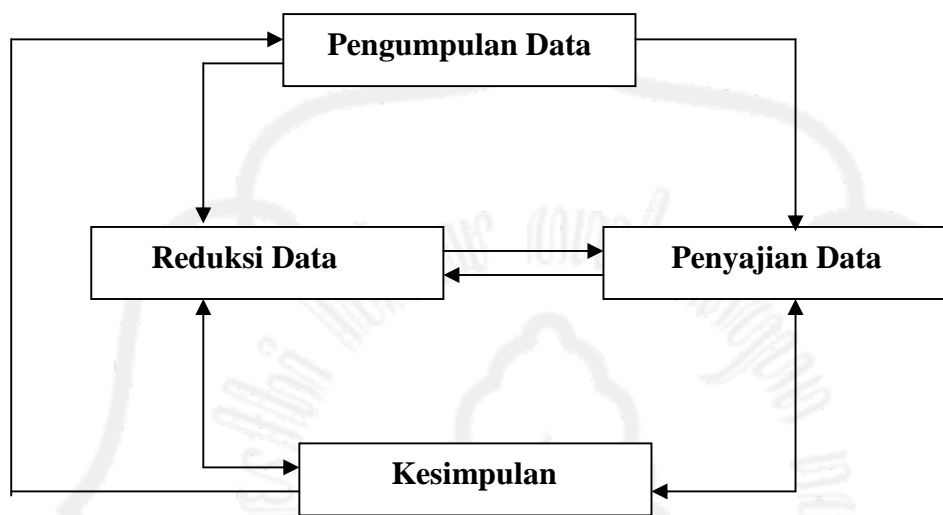 Pengumpulan Data
Reduksi Data
Penyajian Data
Kesimpulan